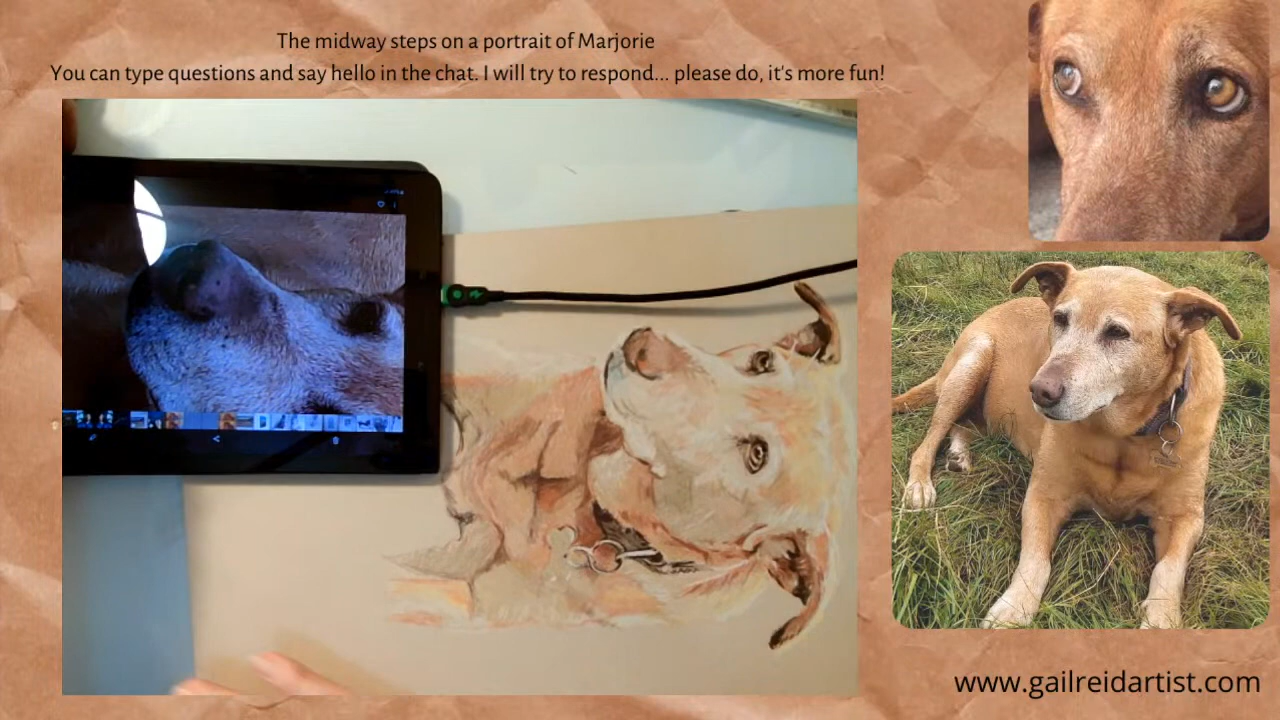 The midway steps on a portrait of Marjorie
You can type questions and say hello in the chat. I will try to respond... please do, it's more fun!
www.gailreidartist.com